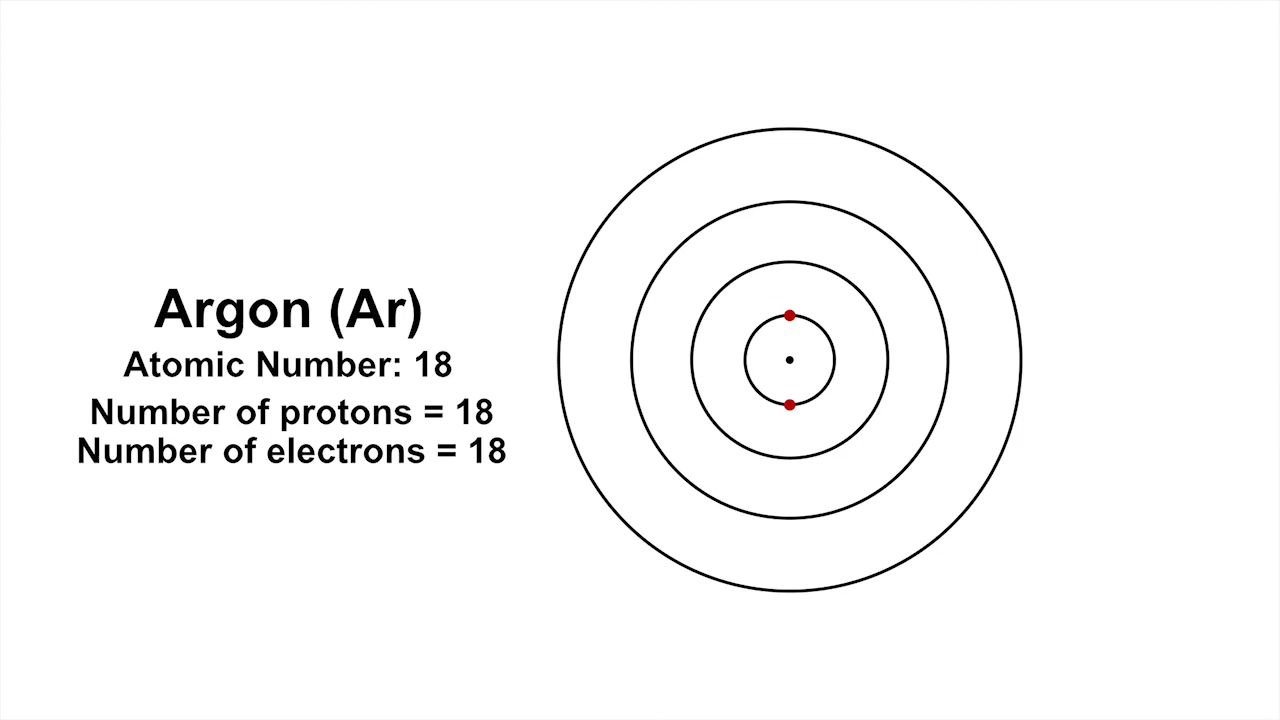 Argon (Ar)
Atomic Number: 18
Number of protons = 18
Number of electrons = 18